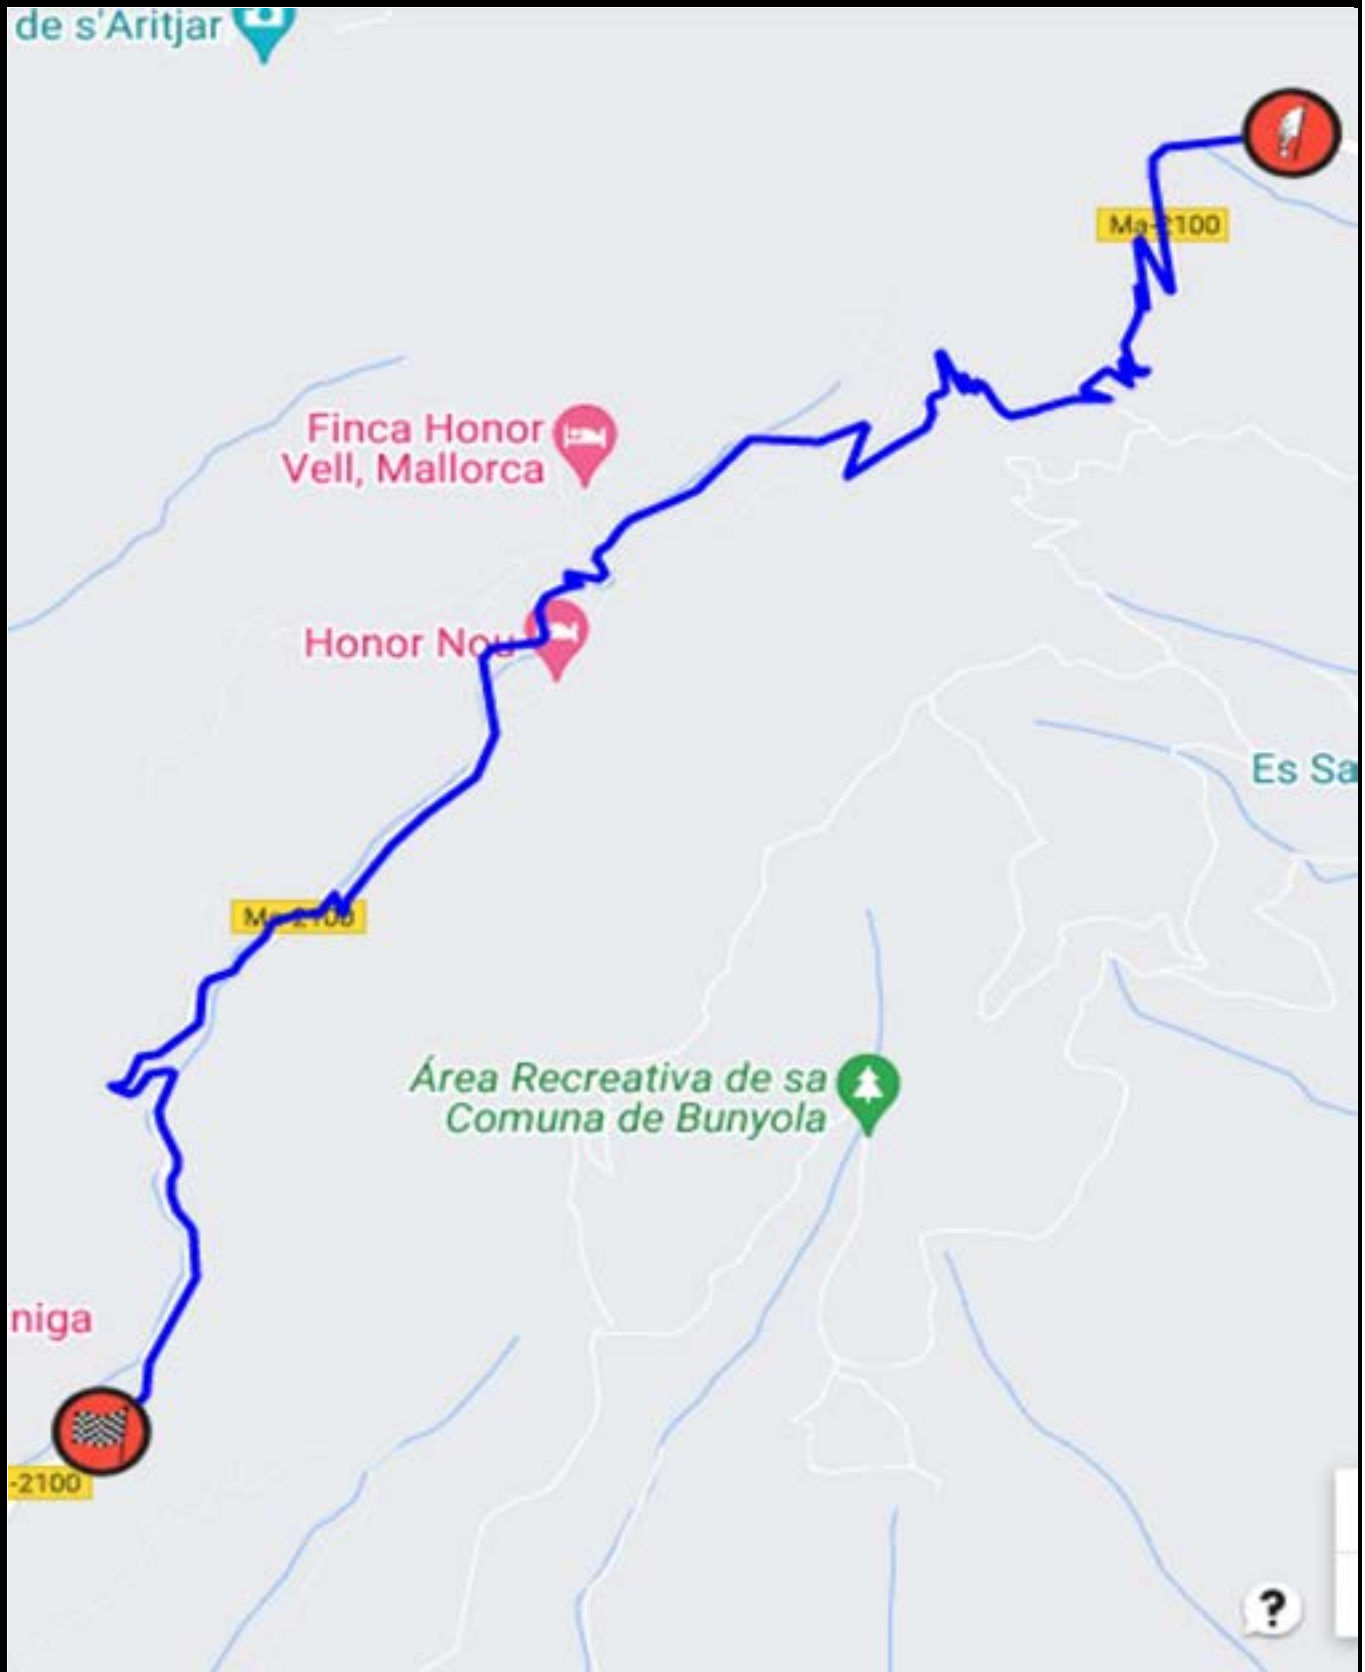 de s'Aritjar
Ma-2100
Finca Honor
Vell, Mallorca
Honor Nou
Es Sa
Ma-2100
Área Recreativa de sa
Comuna de Bunyola
niga
-2100
?